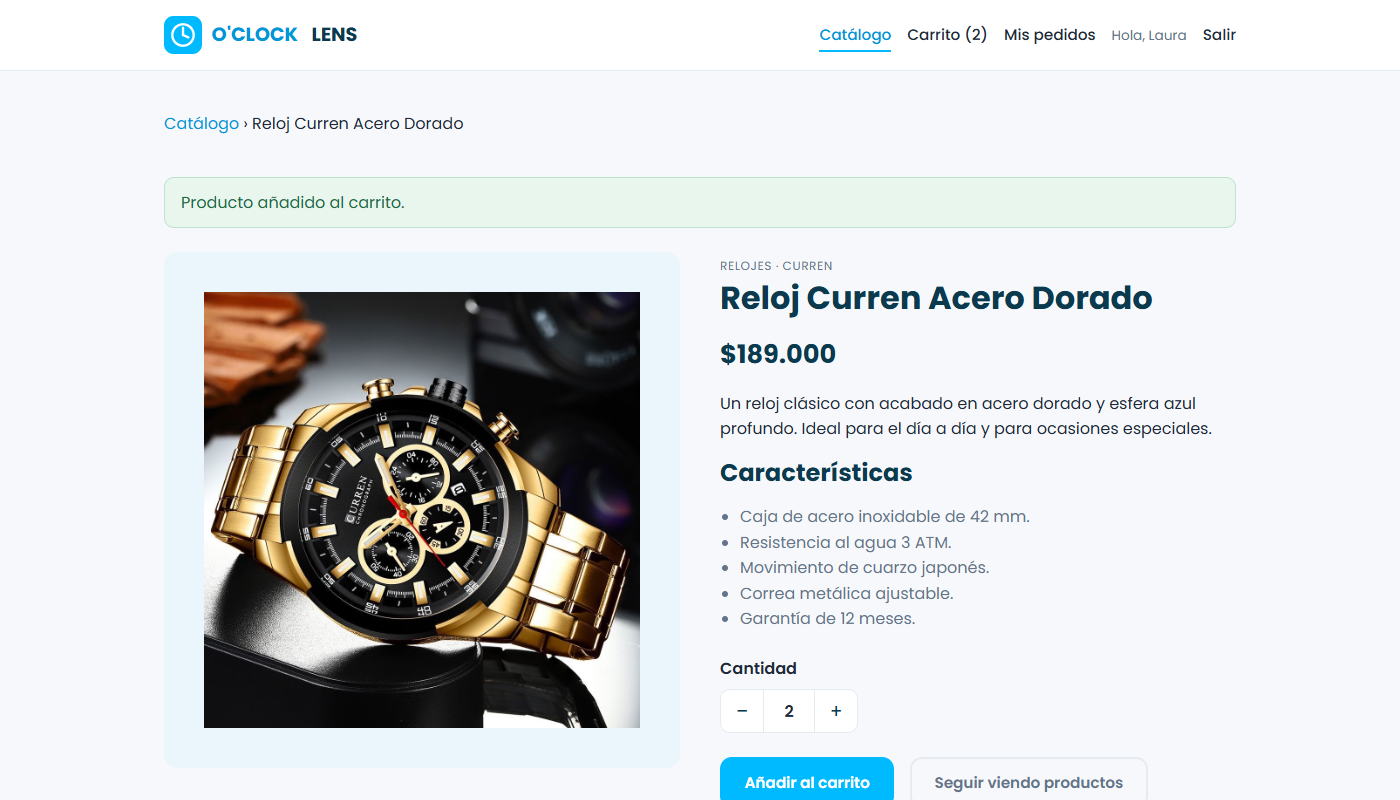 O'CLOCK LENS
Catálogo Carrito (2) Mis pedidos Hola, Laura Salir
Catálogo › Reloj Curren Acero Dorado
Producto añadido al carrito.
RELOJES · CURREN
Reloj Curren Acero Dorado
$189.000
Un reloj clásico con acabado en acero dorado y esfera azul
profundo. Ideal para el día a día y para ocasiones especiales.
Características
Caja de acero inoxidable de 42 mm.
Resistencia al agua 3 ATM.
Movimiento de cuarzo japonés.
Correa metálica ajustable.
Garantía de 12 meses.
Cantidad
− 2 +
Añadir al carrito Seguir viendo productos
CURREN
CHRONOGRAPH